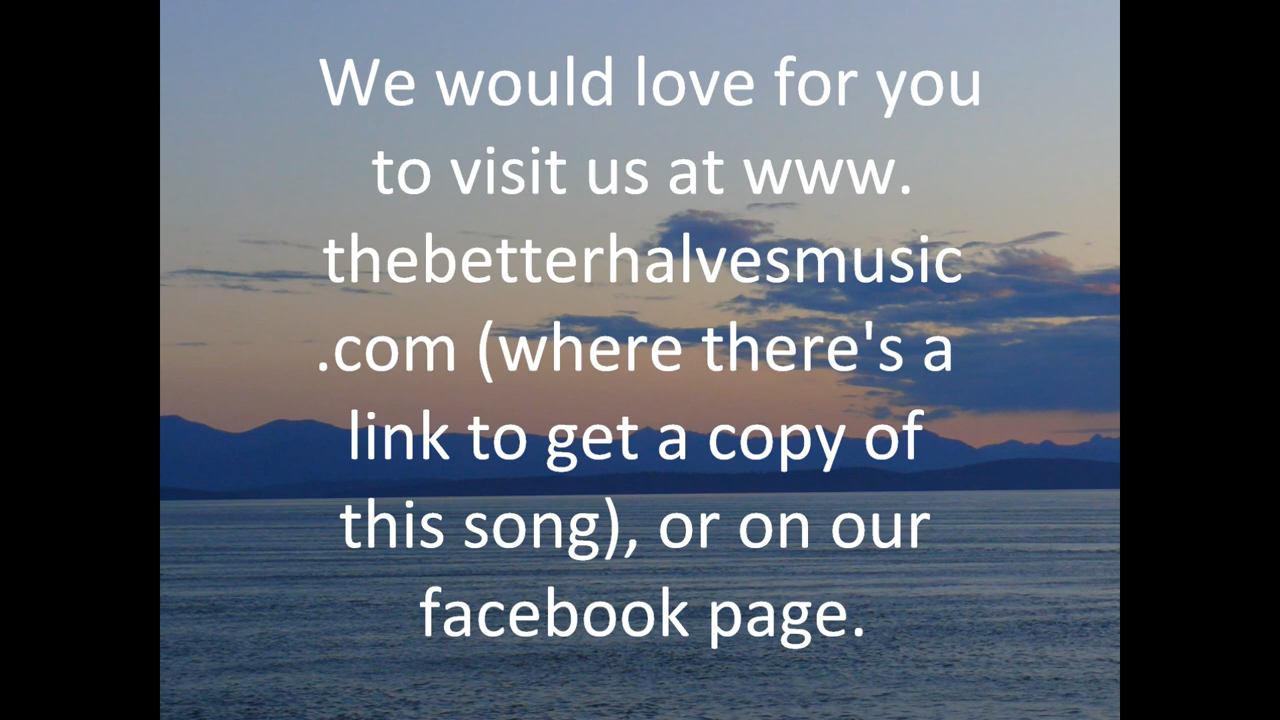 We would love for you
to visit us at www.
thebetterhalvesmusic
.com (where there's a
link to get a copy of
this song), or on our
facebook page.